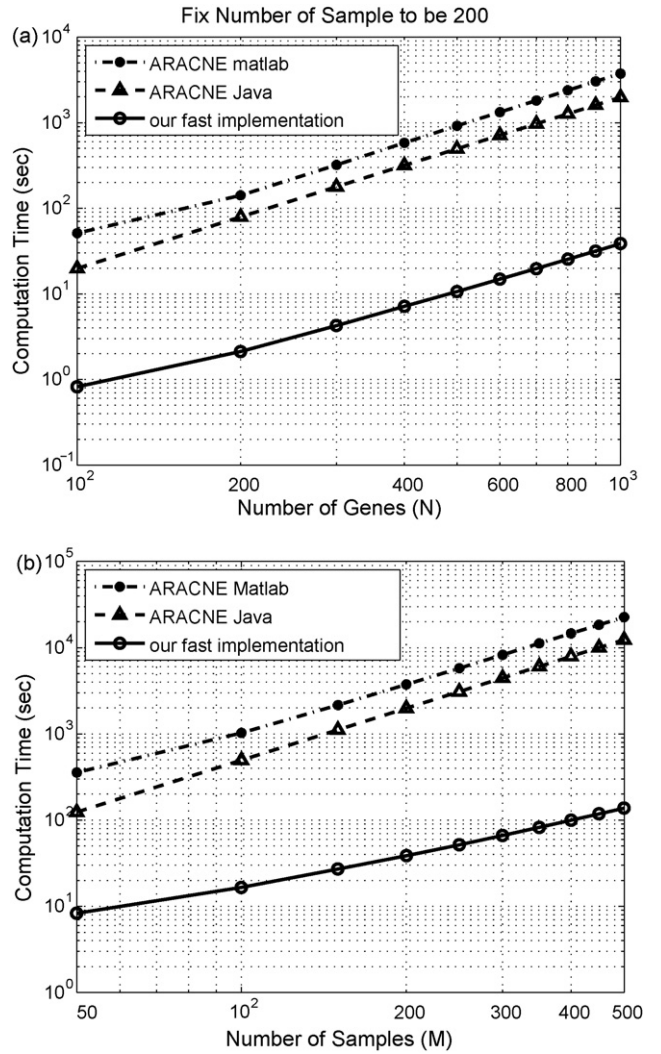 Fix Number of Sample to be 200
(a)
10^4
10^3
10^2
10^1
10^0
10^-1
Computation Time (sec)
ARACNE matlab
ARACNE Java
our fast implementation
10^2 200 400 600 800 10^3
Number of Genes (N)
(b)
10^5
10^4
10^3
10^2
10^1
10^0
Computation Time (sec)
ARACNE Matlab
ARACNE Java
our fast implementation
50 10^2 200 300 400 500
Number of Samples (M)